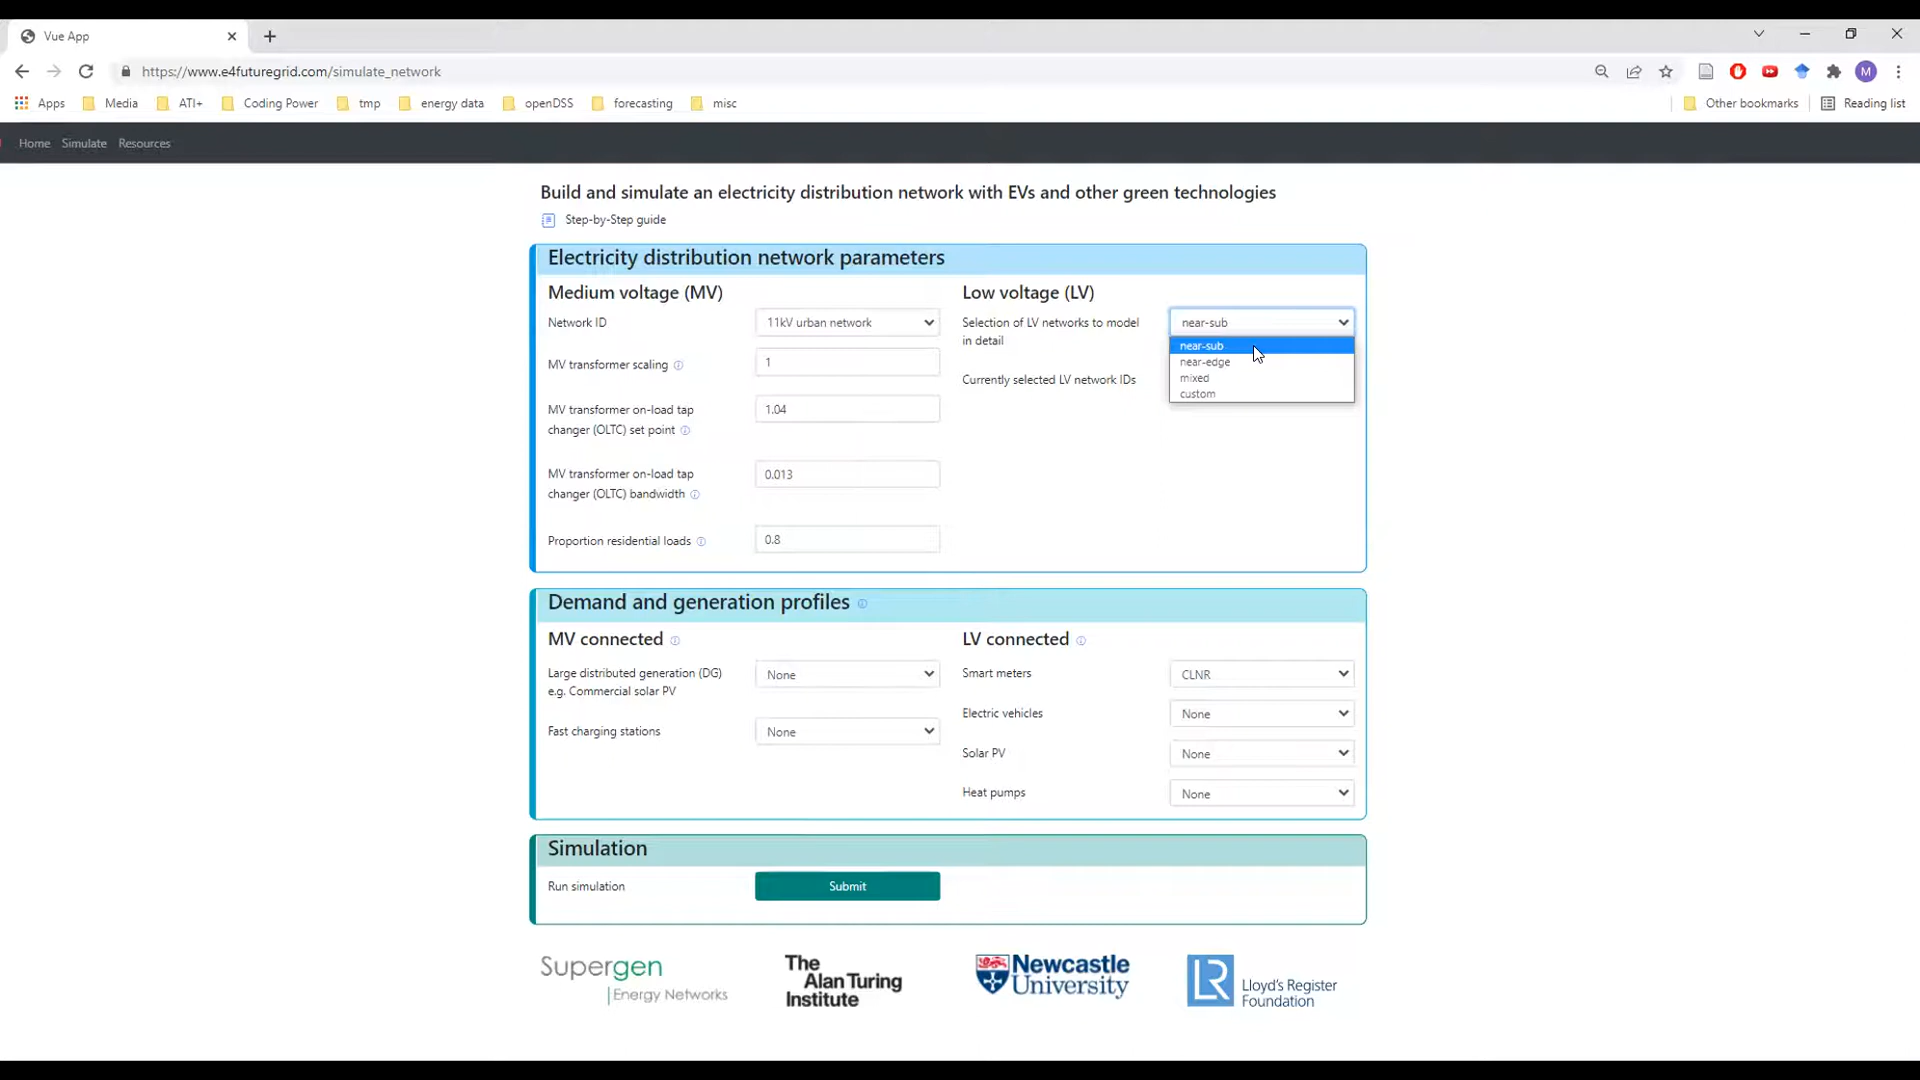 Vue App
https://www.e4futuregrid.com/simulate_network
M
Apps Media ATI+ Coding Power tmp energy data openDSS forecasting misc Other bookmarks Reading list
Home Simulate Resources
Build and simulate an electricity distribution network with EVs and other green technologies
Step-by-Step guide
Electricity distribution network parameters
Medium voltage (MV)
Network ID 11kV urban network
MV transformer scaling 1
MV transformer on-load tap
changer (OLTC) set point
1.04
MV transformer on-load tap
changer (OLTC) bandwidth
0.013
Proportion residential loads 0.8
Low voltage (LV)
Selection of LV networks to model
in detail
near-sub
near-sub
near-edge
mixed
custom
Currently selected LV network IDs
Demand and generation profiles
MV connected
Large distributed generation (DG)
e.g. Commercial solar PV
None
Fast charging stations None
LV connected
Smart meters CLNR
Electric vehicles None
Solar PV None
Heat pumps None
Simulation
Run simulation Submit
Supergen
Energy Networks
The
Alan Turing
Institute
Newcastle
University
LR
Lloyd's Register
Foundation